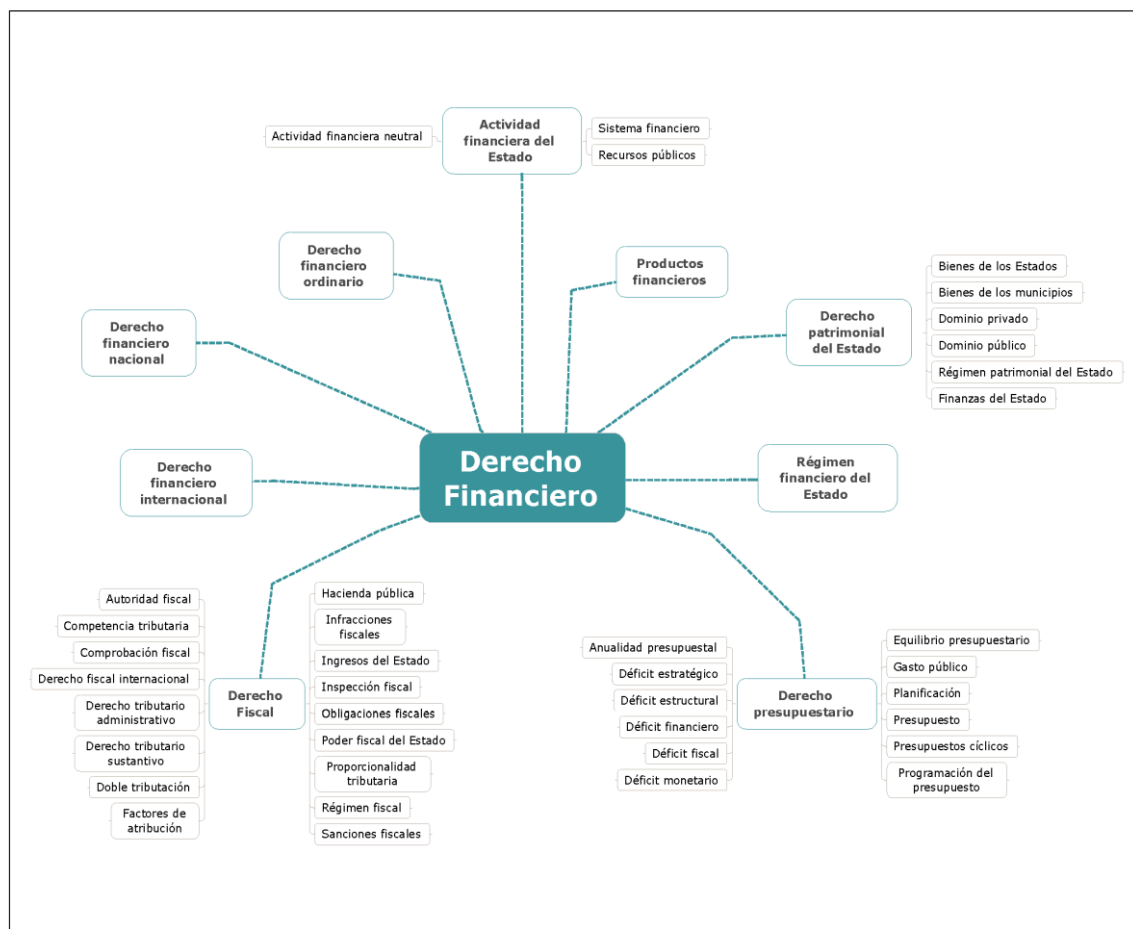 Actividad financiera neutral
Actividad
financiera del
Estado
Sistema financiero
Recursos públicos
Derecho
financiero
ordinario
Productos
financieros
Derecho
financiero
nacional
Derecho
patrimonial
del Estado
Bienes de los Estados
Bienes de los municipios
Dominio privado
Dominio público
Régimen patrimonial del Estado
Finanzas del Estado
Derecho
Financiero
Derecho
financiero
internacional
Régimen
financiero del
Estado
Autoridad fiscal
Competencia tributaria
Comprobación fiscal
Derecho fiscal internacional
Derecho tributario
administrativo
Derecho tributario
sustantivo
Doble tributación
Factores de
atribución
Derecho
Fiscal
Hacienda pública
Infracciones
fiscales
Ingresos del Estado
Inspección fiscal
Obligaciones fiscales
Poder fiscal del Estado
Proporcionalidad
tributaria
Régimen fiscal
Sanciones fiscales
Anualidad presupuestal
Déficit estratégico
Déficit estructural
Déficit financiero
Déficit fiscal
Déficit monetario
Derecho
presupuestario
Equilibrio presupuestario
Gasto público
Planificación
Presupuesto
Presupuestos cíclicos
Programación del
presupuesto